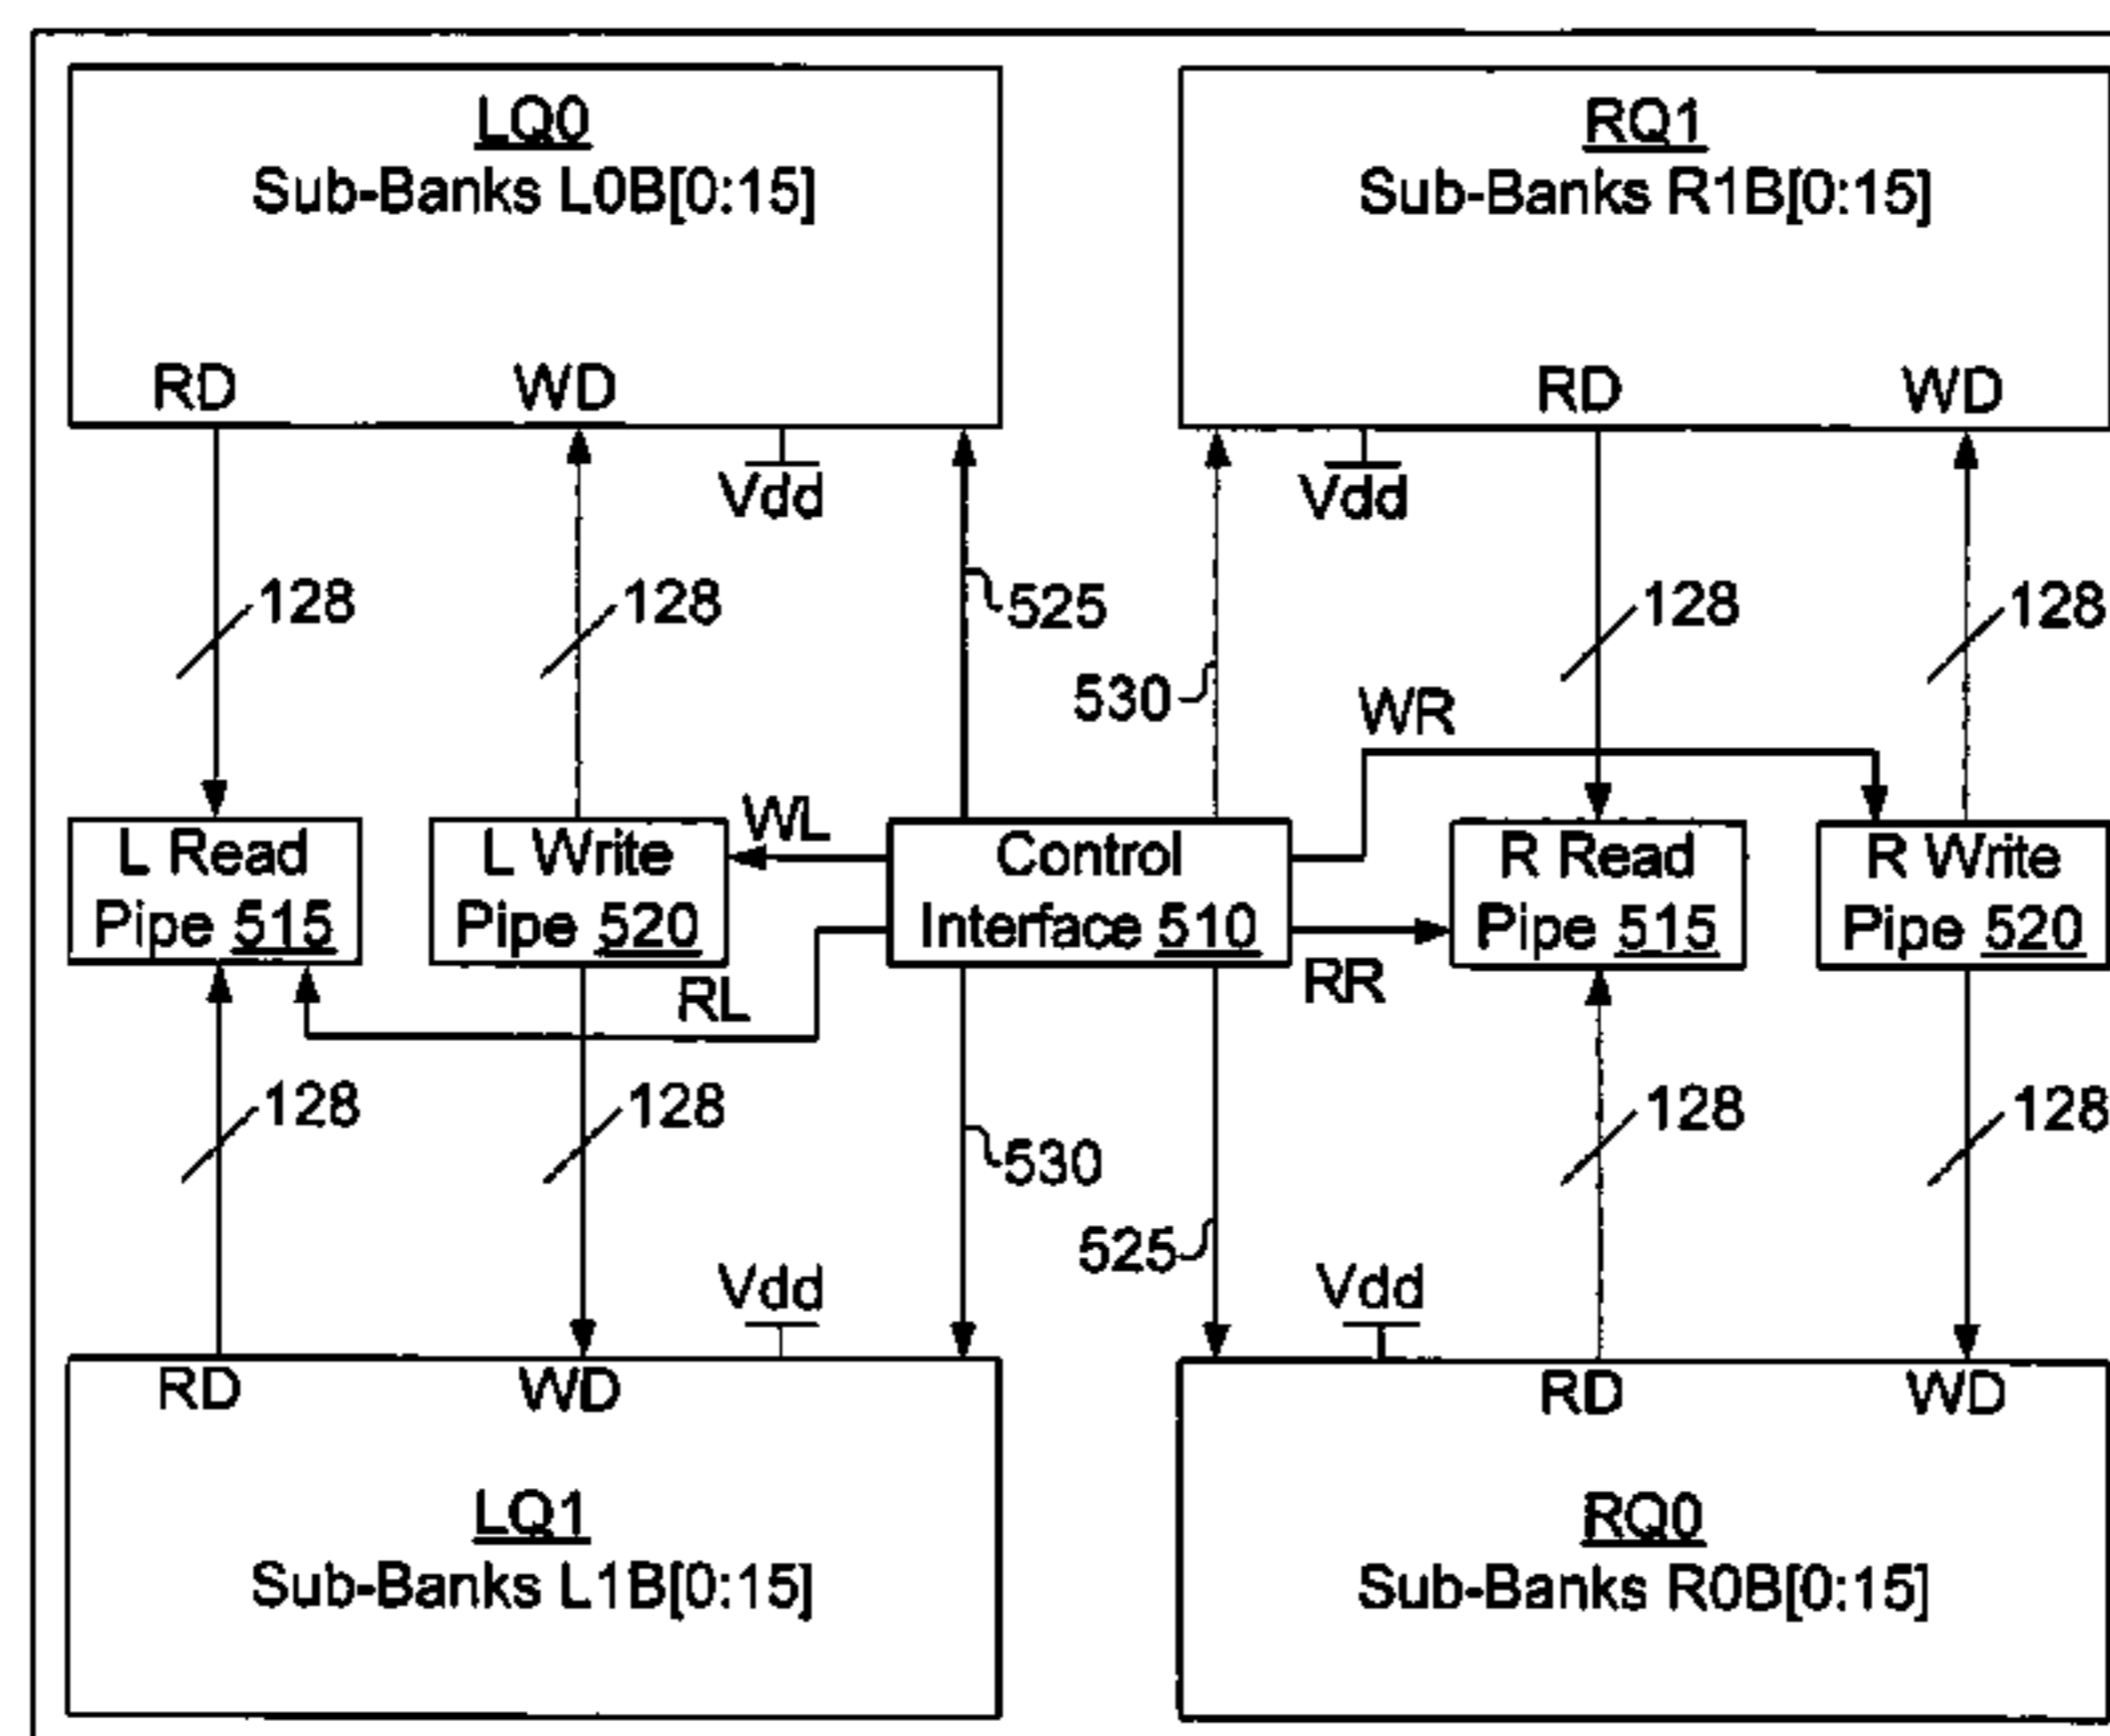 LQ0
Sub-Banks L0B[0:15]
RD WD
Vdd
RQ1
Sub-Banks R1B[0:15]
RD WD
Vdd
128
128
525
530
128
128
WR
WL
L Read
Pipe 515
L Write
Pipe 520
Control
Interface 510
R Read
Pipe 515
R Write
Pipe 520
RL
RR
128
128
530
525
128
128
Vdd
Vdd
RD WD
LQ1
Sub-Banks L1B[0:15]
RD WD
RQ0
Sub-Banks R0B[0:15]